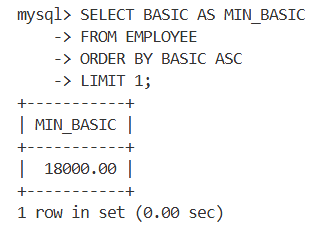 mysql> SELECT BASIC AS MIN_BASIC
    -> FROM EMPLOYEE
    -> ORDER BY BASIC ASC
    -> LIMIT 1;
+-----------+
| MIN_BASIC |
+-----------+
|  18000.00 |
+-----------+
1 row in set (0.00 sec)